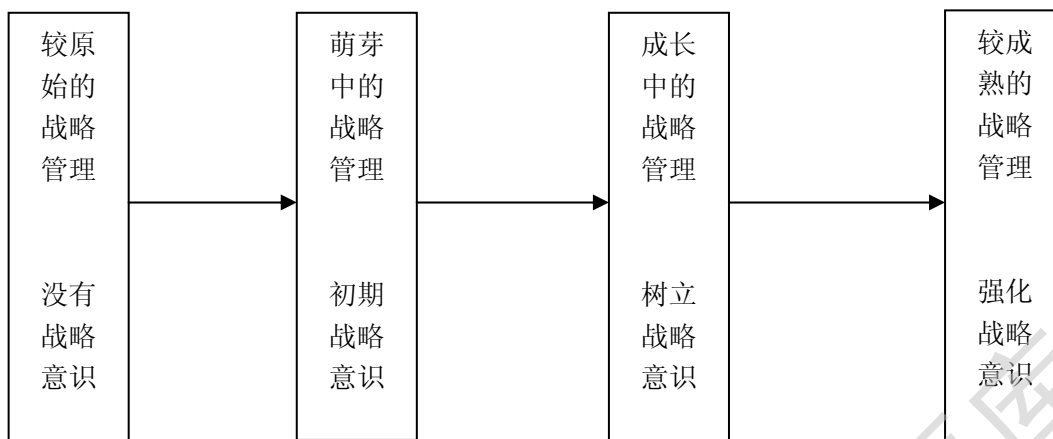 较原
始的
战略
管理
没有
战略
意识
萌芽
中的
战略
管理
初期
战略
意识
成长
中的
战略
管理
树立
战略
意识
较成
熟的
战略
管理
强化
战略
意识
库